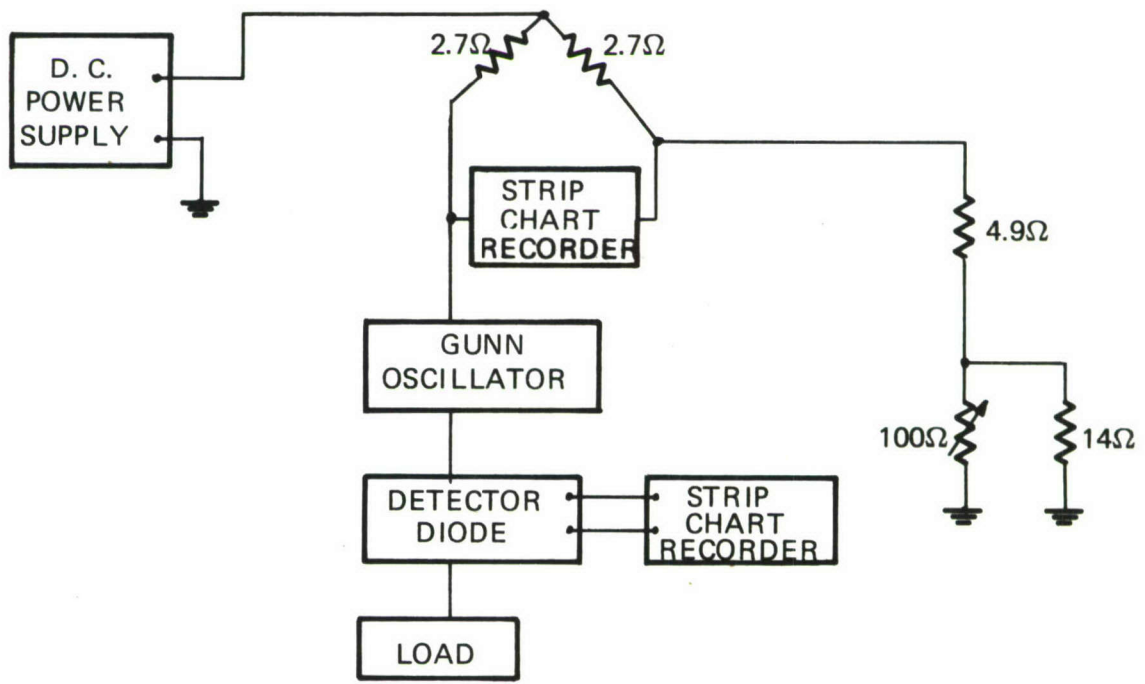 2.7Ω
2.7Ω
D. C.
POWER
SUPPLY
STRIP
CHART
RECORDER
4.9Ω
GUNN
OSCILLATOR
100Ω
14Ω
DETECTOR
DIODE
STRIP
CHART
RECORDER
LOAD